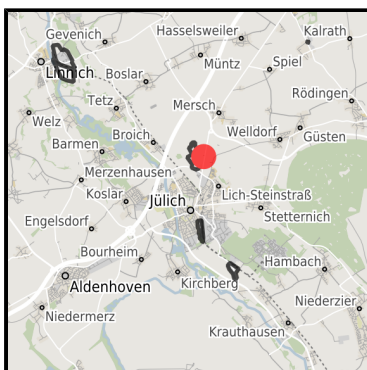 Gevenich
Hasselsweiler
Kalrath
Linnich
Boslar
Müntz
Spiel
Tetz
Mersch
Rödingen
Welz
Broich
Welldorf
Güsten
Barmen
Merzenhausen
Lich-Steinstraß
Koslar
Jülich
Stetternich
Engelsdorf
Bourheim
Hambach
Aldenhoven
Kirchberg
Niederzier
Niedermerz
Krauthausen